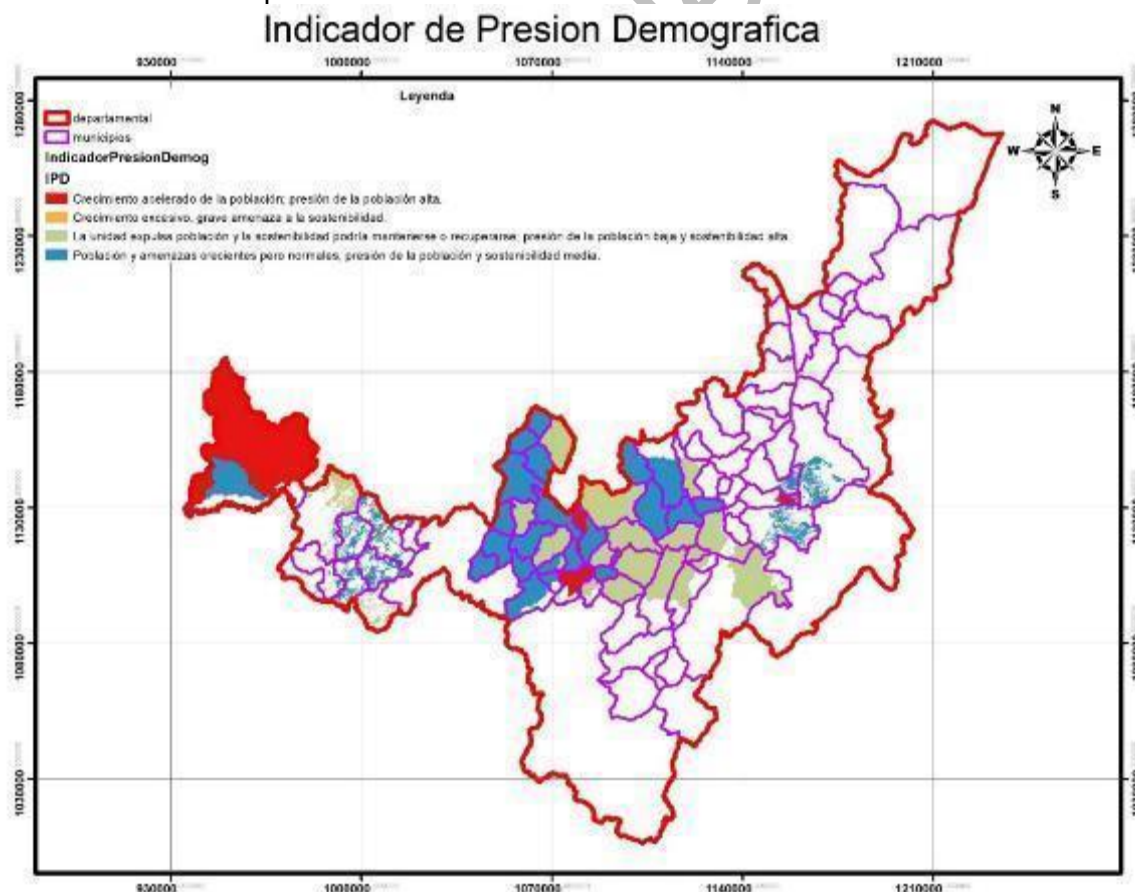 Indicador de Presion Demografica
930000 1000000 1070000 1140000 1210000
Leyenda
departamental
municipios
IndicadorPresionDemog
IPD
Crecimiento acelerado de la población; presión de la población alta.
Crecimiento excesivo, grave amenaza a la sostenibilidad.
La unidad expulsa población y la sostenibilidad podría mantenerse o recuperarse; presión de la población baja y sostenibilidad alta
Población y amenazas crecientes pero normales, presión de la población y sostenibilidad media.
N
W E
S
1280000
1230000
1180000
1130000
1080000
1030000
930000 1000000 1070000 1140000 1210000